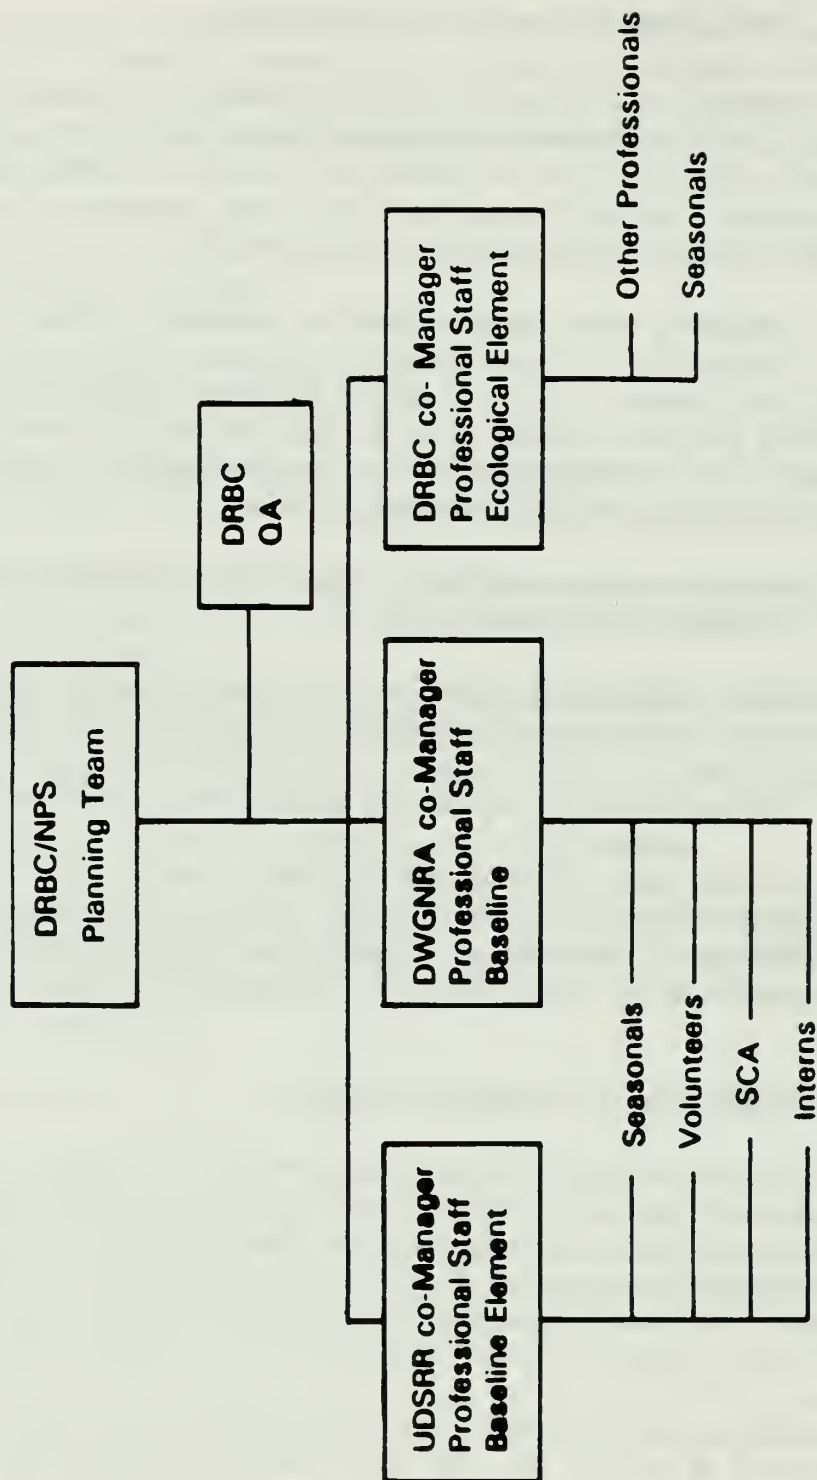 DRBC/NPS
Planning Team
DRBC
QA
UDSRR co-Manager
Professional Staff
Baseline Element
DWGNRA co-Manager
Professional Staff
Baseline
DRBC co- Manager
Professional Staff
Ecological Element
Seasonals
Volunteers
SCA
Interns
Other Professionals
Seasonals